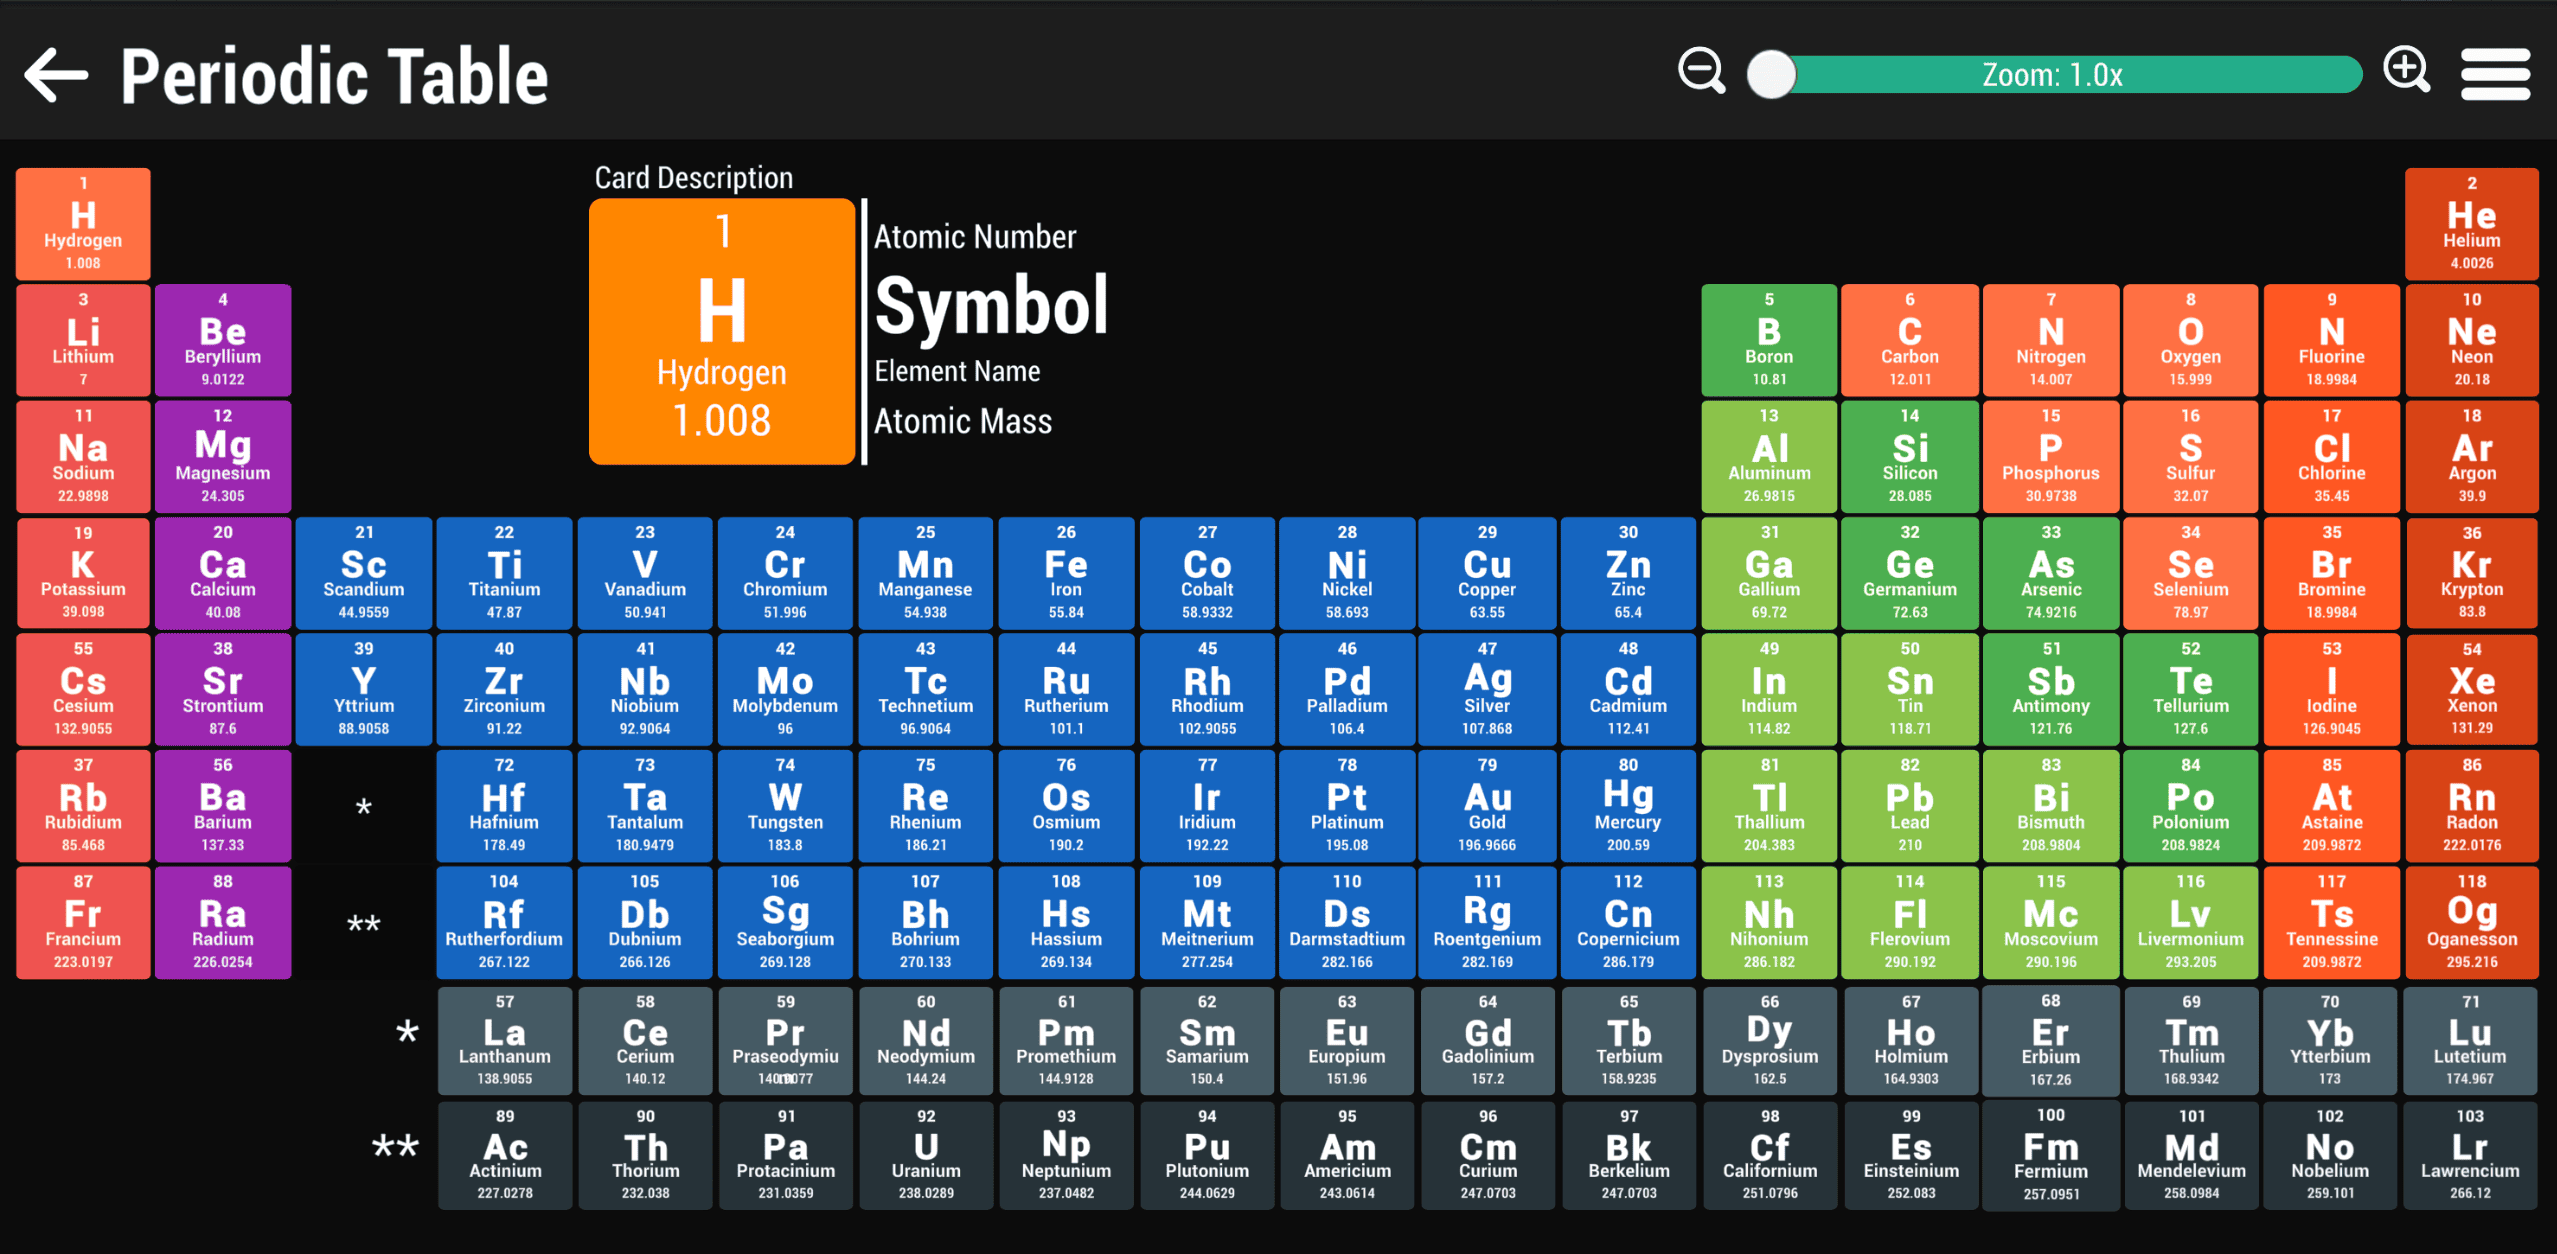 Periodic Table
Zoom: 1.0x
Card Description
1
H
Hydrogen
1.008
Atomic Number
Symbol
Element Name
Atomic Mass
1 2
H He
Hydrogen Helium
1.008 4.0026
3 4 5 6 7 8 9 10
Li Be B C N O N Ne
Lithium Beryllium Boron Carbon Nitrogen Oxygen Fluorine Neon
7 9.0122 10.81 12.011 14.007 15.999 18.9984 20.18
11 12 13 14 15 16 17 18
Na Mg Al Si P S Cl Ar
Sodium Magnesium Aluminum Silicon Phosphorus Sulfur Chlorine Argon
22.9898 24.305 26.9815 28.085 30.9738 32.07 35.45 39.9
19 20 21 22 23 24 25 26 27 28 29 30 31 32 33 34 35 36
K Ca Sc Ti V Cr Mn Fe Co Ni Cu Zn Ga Ge As Se Br Kr
Potassium Calcium Scandium Titanium Vanadium Chromium Manganese Iron Cobalt Nickel Copper Zinc Gallium Germanium Arsenic Selenium Bromine Krypton
39.098 40.08 44.9559 47.87 50.941 51.996 54.938 55.84 58.9332 58.693 63.55 65.4 69.72 72.63 74.9216 78.97 18.9984 83.8
55 38 39 40 41 42 43 44 45 46 47 48 49 50 51 52 53 54
Cs Sr Y Zr Nb Mo Tc Ru Rh Pd Ag Cd In Sn Sb Te I Xe
Cesium Strontium Yttrium Zirconium Niobium Molybdenum Technetium Rutherium Rhodium Palladium Silver Cadmium Indium Tin Antimony Tellurium Iodine Xenon
132.9055 87.6 88.9058 91.22 92.9064 96 96.9064 101.1 102.9055 106.4 107.868 112.41 114.82 118.71 121.76 127.6 126.9045 131.29
37 56 72 73 74 75 76 77 78 79 80 81 82 83 84 85 86
Rb Ba * Hf Ta W Re Os Ir Pt Au Hg Tl Pb Bi Po At Rn
Rubidium Barium Hafnium Tantalum Tungsten Rhenium Osmium Iridium Platinum Gold Mercury Thallium Lead Bismuth Polonium Astaine Radon
85.468 137.33 178.49 180.9479 183.8 186.21 190.2 192.22 195.08 196.9666 200.59 204.383 210 208.9804 208.9824 209.9872 222.0176
87 88 104 105 106 107 108 109 110 111 112 113 114 115 116 117 118
Fr Ra ** Rf Db Sg Bh Hs Mt Ds Rg Cn Nh Fl Mc Lv Ts Og
Francium Radium Rutherfordium Dubnium Seaborgium Bohrium Hassium Meitnerium Darmstadtium Roentgenium Copernicium Nihonium Flerovium Moscovium Livermonium Tennessine Oganesson
223.0197 226.0254 267.122 266.126 269.128 270.133 269.134 277.254 282.166 282.169 286.179 286.182 290.192 290.196 293.205 209.9872 295.216
57 58 59 60 61 62 63 64 65 66 67 68 69 70 71
* La Ce Pr Nd Pm Sm Eu Gd Tb Dy Ho Er Tm Yb Lu
Lanthanum Cerium Praseodymium Neodymium Promethium Samarium Europium Gadolinium Terbium Dysprosium Holmium Erbium Thulium Ytterbium Lutetium
138.9055 140.12 144.24 144.9128 150.4 151.96 157.2 158.9235 162.5 164.9303 167.26 168.9342 173 174.967
89 90 91 92 93 94 95 96 97 98 99 100 101 102 103
** Ac Th Pa U Np Pu Am Cm Bk Cf Es Fm Md No Lr
Actinium Thorium Protacinium Uranium Neptunium Plutonium Americium Curium Berkelium Californium Einsteinium Fermium Mendelevium Nobelium Lawrencium
227.0278 232.038 231.0359 238.0289 237.0482 244.0629 243.0614 247.0703 247.0703 251.0796 252.083 257.0951 258.0984 259.101 266.12